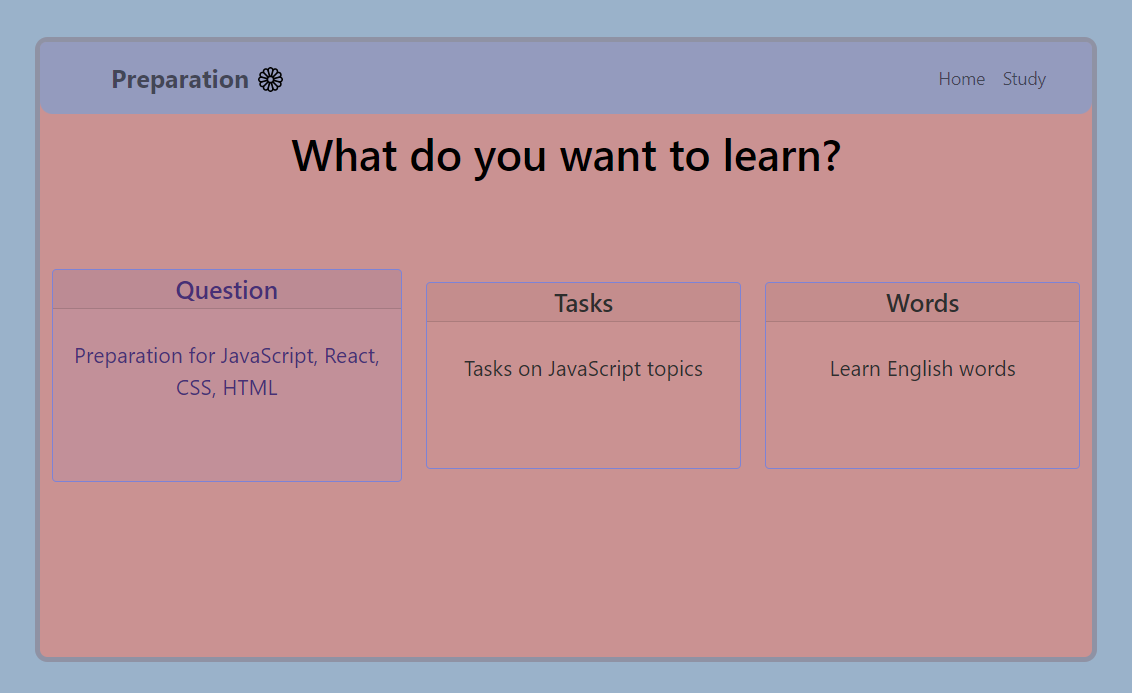 Preparation
Home
Study
What do you want to learn?
Question
Preparation for JavaScript, React,
CSS, HTML
Tasks
Tasks on JavaScript topics
Words
Learn English words